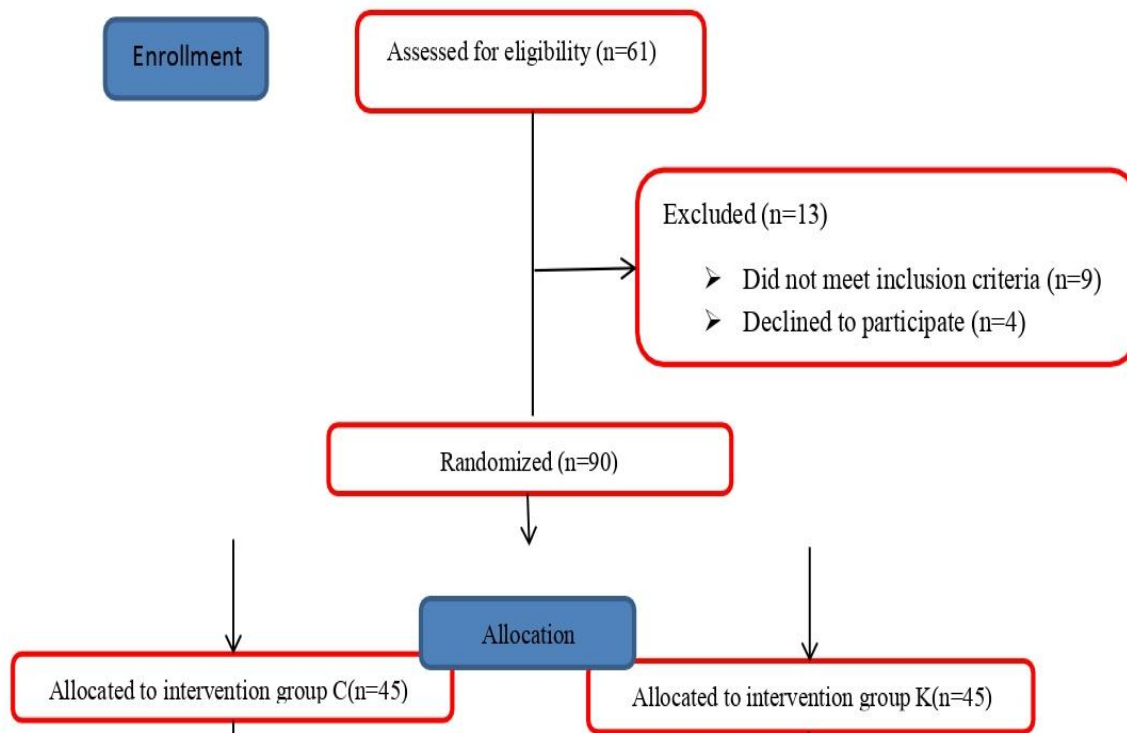 Enrollment
Assessed for eligibility (n=61)
Excluded (n=13)
➢ Did not meet inclusion criteria (n=9)
➢ Declined to participate (n=4)
Randomized (n=90)
Allocation
Allocated to intervention group C(n=45)
Allocated to intervention group K(n=45)